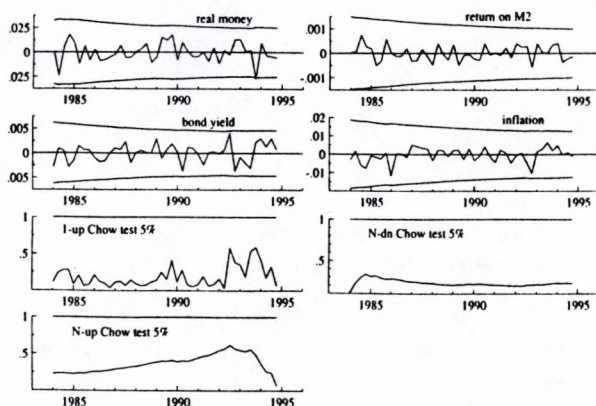 real money
.025
0
.025
1985 1990 1995
return on M2
.001
0
-.001
1985 1990 1995
bond yield
.005
0
.005
1985 1990 1995
inflation
.02
.01
0
-.01
1985 1990 1995
1-up Chow test 5%
1
.5
1985 1990 1995
N-dn Chow test 5%
1
.5
1985 1990 1995
N-up Chow test 5%
1
.5
1985 1990 1995